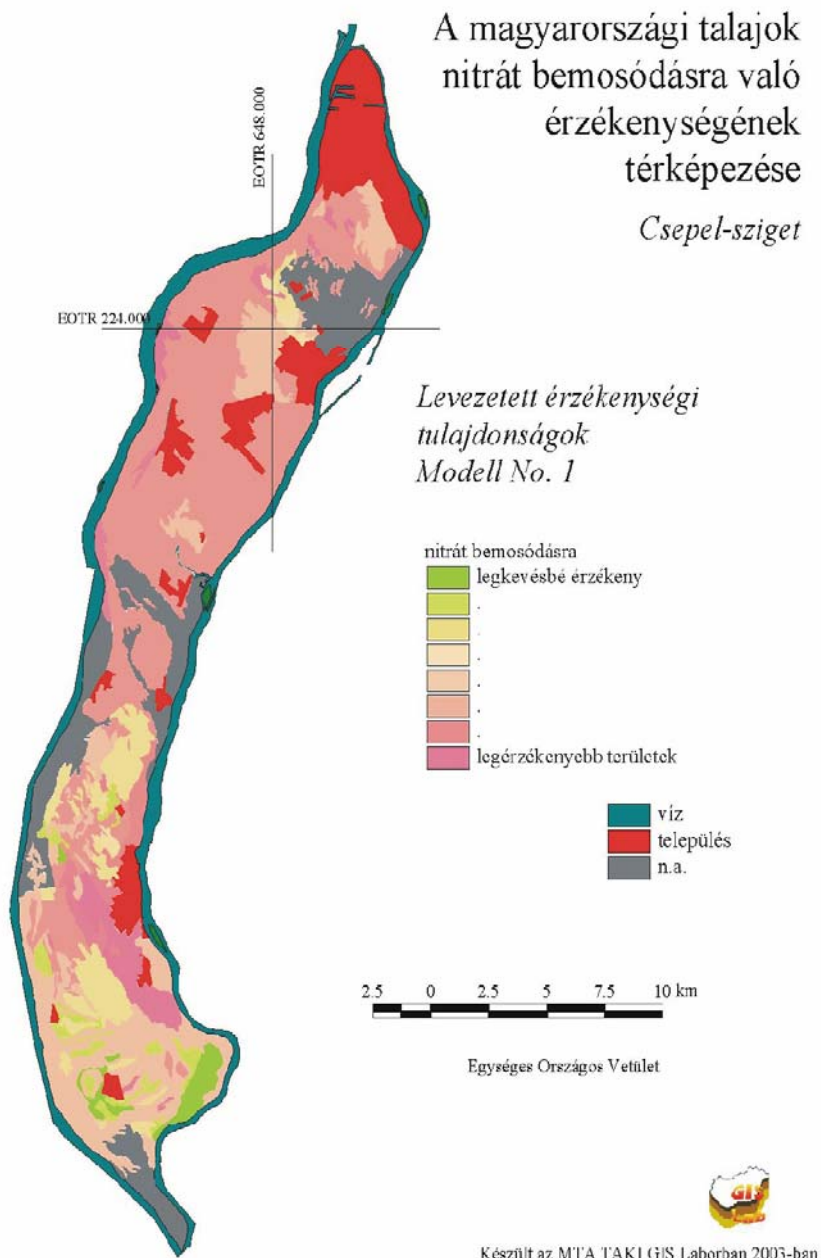 A magyarországi talajok
nitrát bemosódásra való
érzékenységének
térképezése
Csepel-sziget
EOTR 648.000
EOTR 224.000
Levezetett érzékenységi
tulajdonságok
Modell No. 1
nitrát bemosódásra
legkevésbé érzékeny
.
.
.
.
.
.
legérzékenyebb területek
víz
település
n.a.
2.5 0 2.5 5 7.5 10 km
Egységes Országos Vetület
GIS
Készült az MTA TAKI GIS Laborban 2003-ban